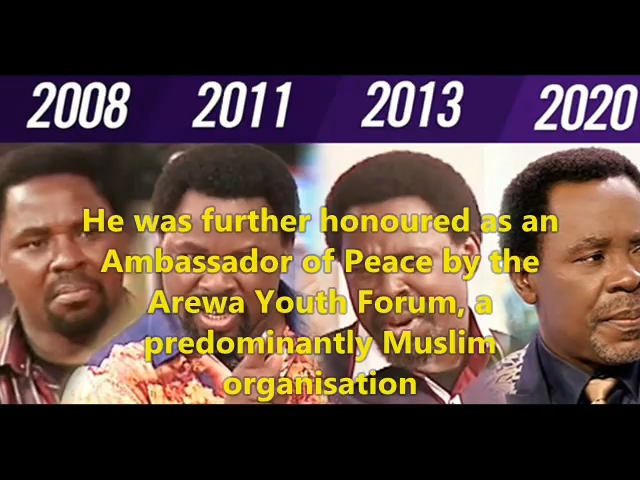 2008 2011 2013 2020
He was further honoured as an
Ambassador of Peace by the
Arewa Youth Forum, a
predominantly Muslim
organisation